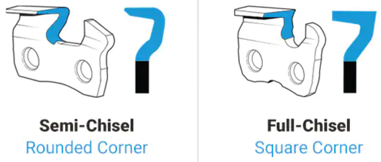 Semi-Chisel
Rounded Corner
Full-Chisel
Square Corner